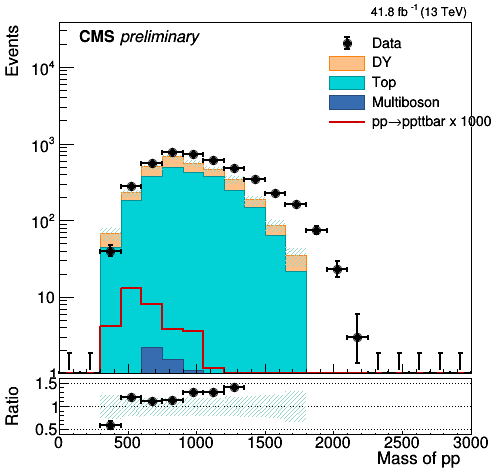 41.8 fb⁻¹ (13 TeV)
CMS preliminary
Events
10⁴
10³
10²
10
1
Data
DY
Top
Multiboson
pp→ppttbar x 1000
Ratio
1.5
1
0.5
0 500 1000 1500 2000 2500 3000
Mass of pp